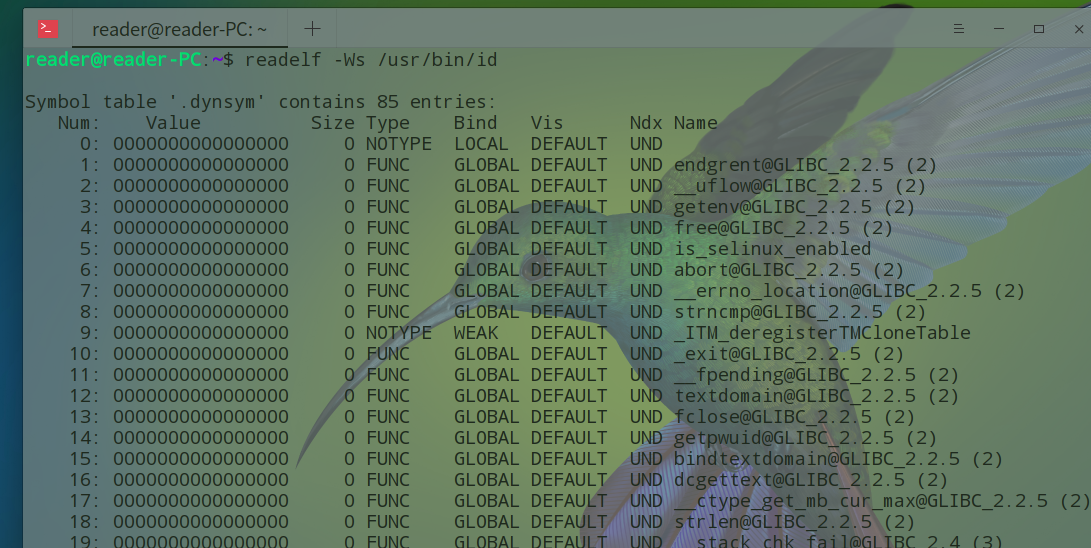 reader@reader-PC: ~
reader@reader-PC:~$ readelf -Ws /usr/bin/id
Symbol table '.dynsym' contains 85 entries:
Num: Value Size Type Bind Vis Ndx Name
0: 0000000000000000 0 NOTYPE LOCAL DEFAULT UND
1: 0000000000000000 0 FUNC GLOBAL DEFAULT UND endgrent@GLIBC_2.2.5 (2)
2: 0000000000000000 0 FUNC GLOBAL DEFAULT UND __uflow@GLIBC_2.2.5 (2)
3: 0000000000000000 0 FUNC GLOBAL DEFAULT UND getenv@GLIBC_2.2.5 (2)
4: 0000000000000000 0 FUNC GLOBAL DEFAULT UND free@GLIBC_2.2.5 (2)
5: 0000000000000000 0 FUNC GLOBAL DEFAULT UND is_selinux_enabled
6: 0000000000000000 0 FUNC GLOBAL DEFAULT UND abort@GLIBC_2.2.5 (2)
7: 0000000000000000 0 FUNC GLOBAL DEFAULT UND __errno_location@GLIBC_2.2.5 (2)
8: 0000000000000000 0 FUNC GLOBAL DEFAULT UND strncmp@GLIBC_2.2.5 (2)
9: 0000000000000000 0 NOTYPE WEAK DEFAULT UND _ITM_deregisterTMCloneTable
10: 0000000000000000 0 FUNC GLOBAL DEFAULT UND _exit@GLIBC_2.2.5 (2)
11: 0000000000000000 0 FUNC GLOBAL DEFAULT UND __fpending@GLIBC_2.2.5 (2)
12: 0000000000000000 0 FUNC GLOBAL DEFAULT UND textdomain@GLIBC_2.2.5 (2)
13: 0000000000000000 0 FUNC GLOBAL DEFAULT UND fclose@GLIBC_2.2.5 (2)
14: 0000000000000000 0 FUNC GLOBAL DEFAULT UND getpwuid@GLIBC_2.2.5 (2)
15: 0000000000000000 0 FUNC GLOBAL DEFAULT UND bindtextdomain@GLIBC_2.2.5 (2)
16: 0000000000000000 0 FUNC GLOBAL DEFAULT UND dcgettext@GLIBC_2.2.5 (2)
17: 0000000000000000 0 FUNC GLOBAL DEFAULT UND __ctype_get_mb_cur_max@GLIBC_2.2.5 (2)
18: 0000000000000000 0 FUNC GLOBAL DEFAULT UND strlen@GLIBC_2.2.5 (2)
19: 0000000000000000 0 FUNC GLOBAL DEFAULT UND __stack_chk_fail@GLIBC_2.4 (3)